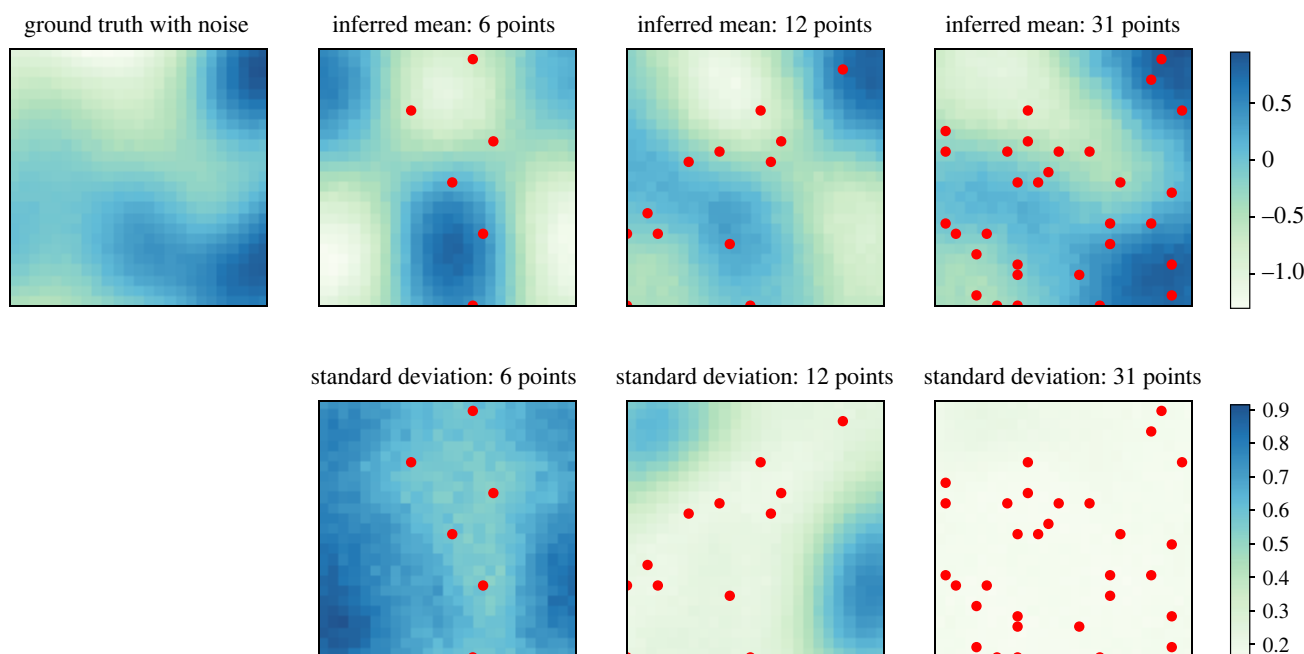 ground truth with noise
inferred mean: 6 points
inferred mean: 12 points
inferred mean: 31 points
0.5
0
–0.5
–1.0
standard deviation: 6 points
standard deviation: 12 points
standard deviation: 31 points
0.9
0.8
0.7
0.6
0.5
0.4
0.3
0.2